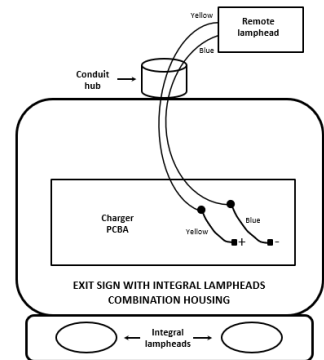 Yellow
Remote
lamphead
Blue
Conduit
hub
Charger
PCBA
Blue
Yellow
+
-
EXIT SIGN WITH INTEGRAL LAMPHEADS
COMBINATION HOUSING
Integral
lampheads